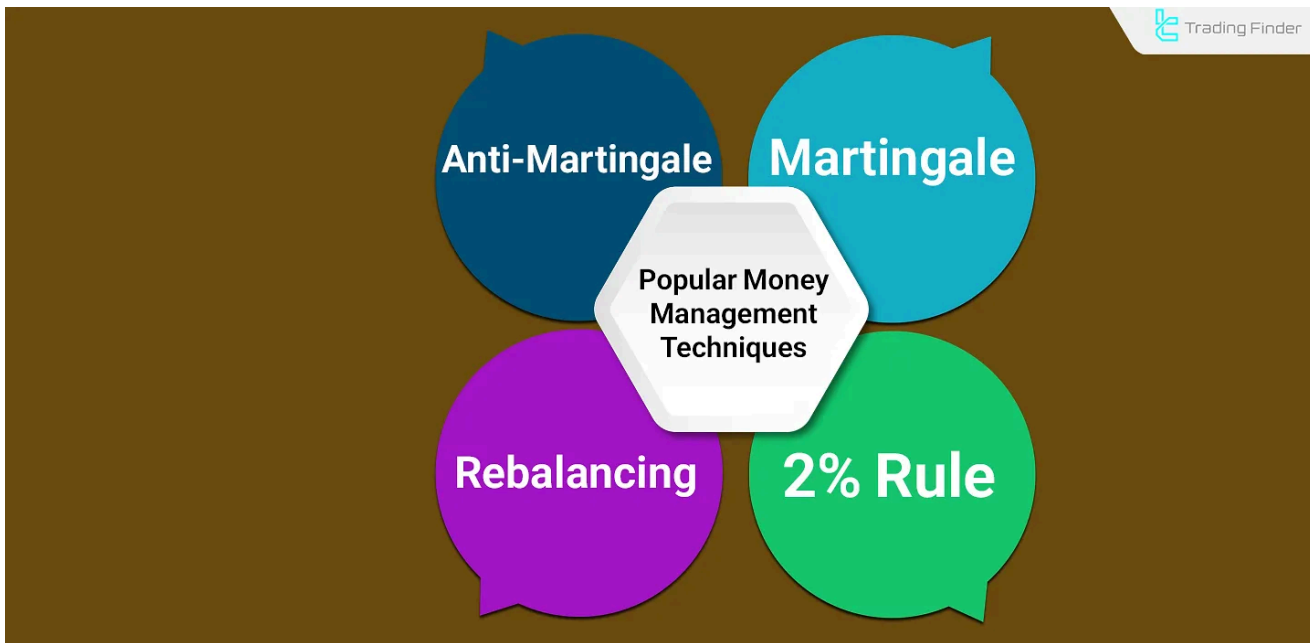 Trading Finder
Anti-Martingale
Martingale
Popular Money
Management
Techniques
Rebalancing
2% Rule